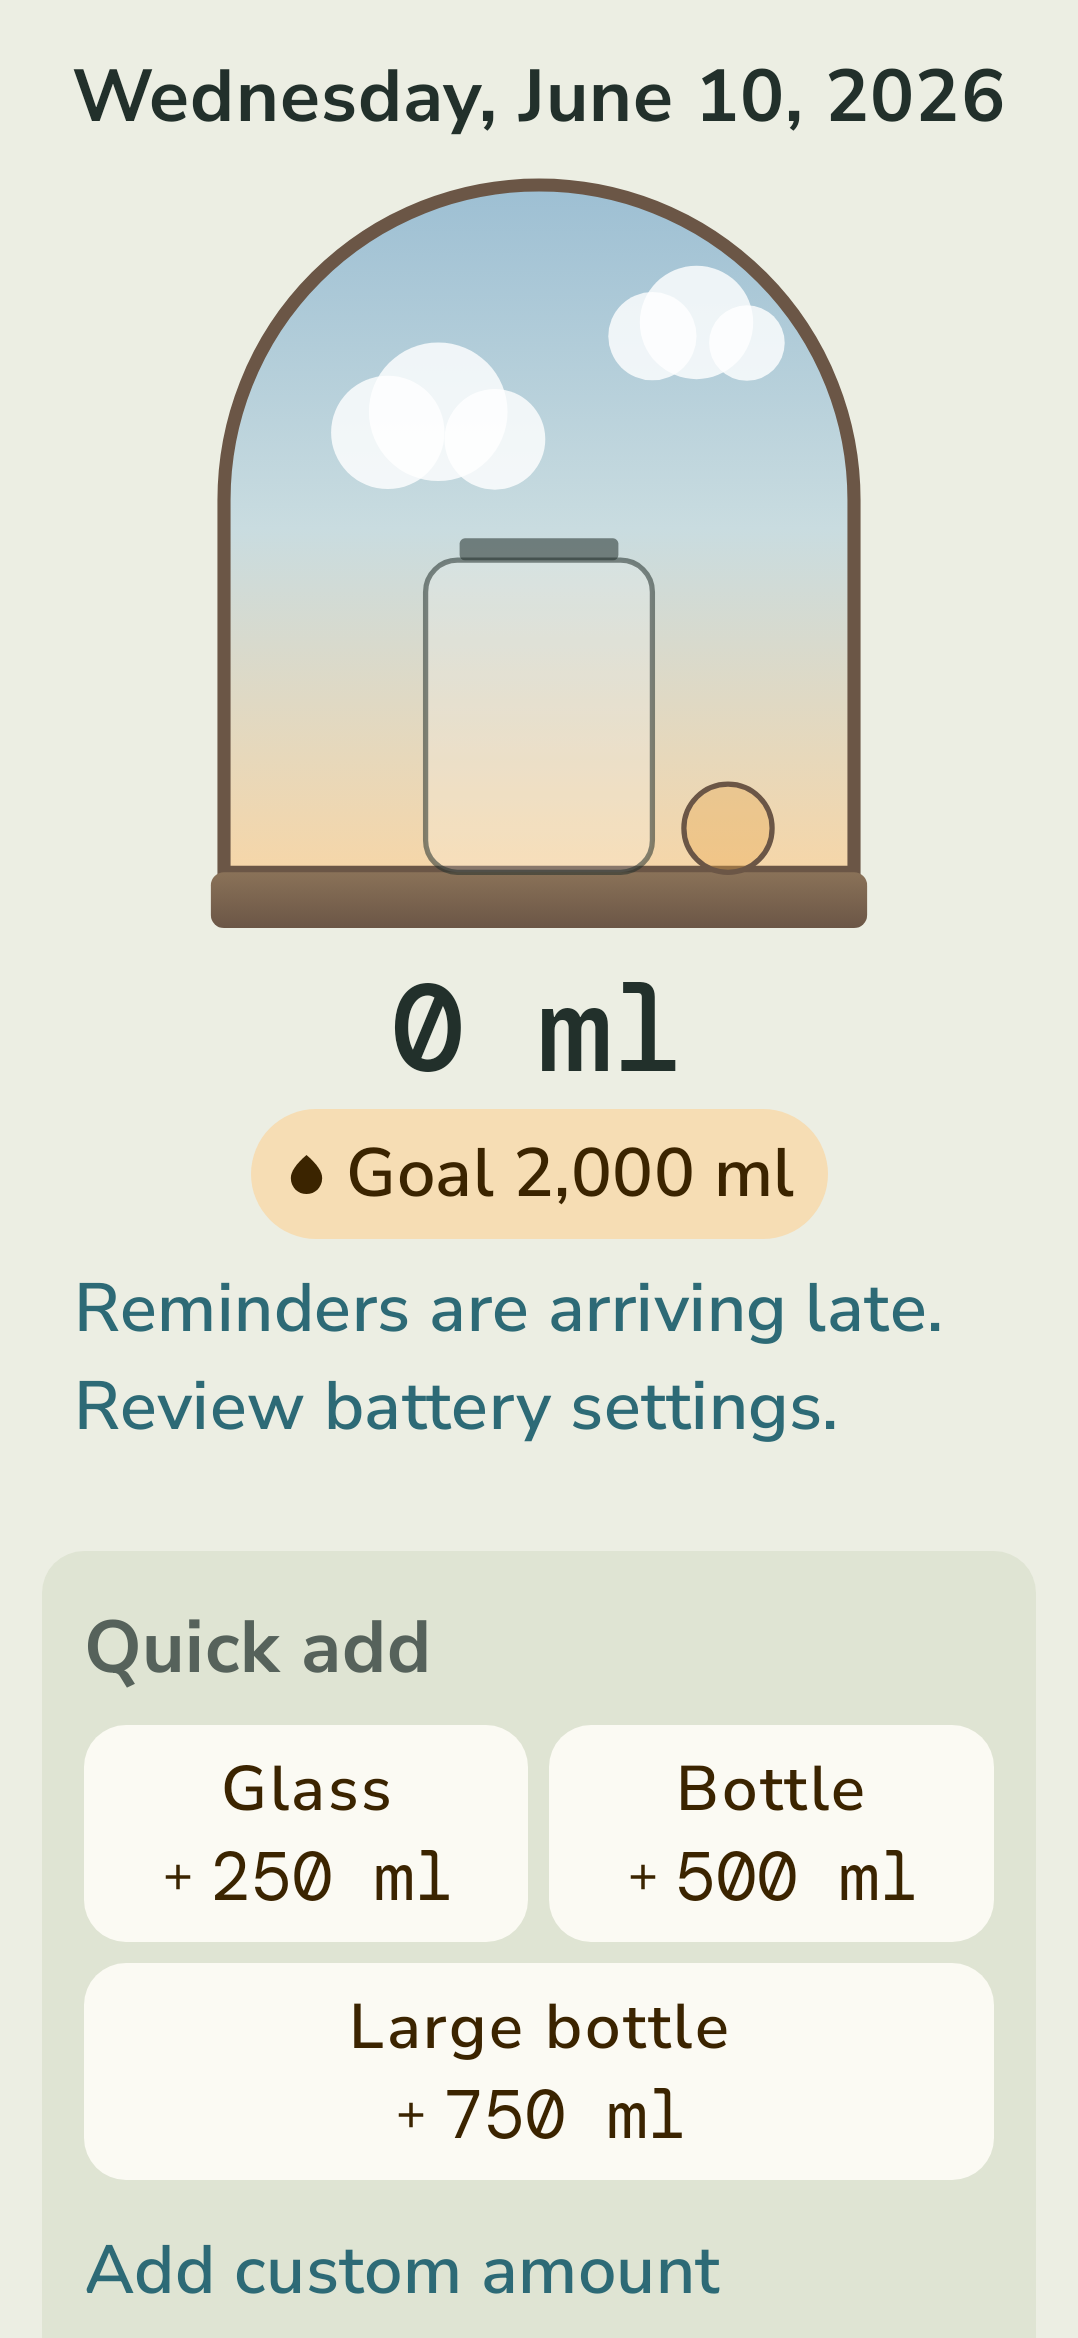 Wednesday, June 10, 2026
0 ml
Goal 2,000 ml
Reminders are arriving late.
Review battery settings.
Quick add
Glass
+ 250 ml
Bottle
+ 500 ml
Large bottle
+ 750 ml
Add custom amount